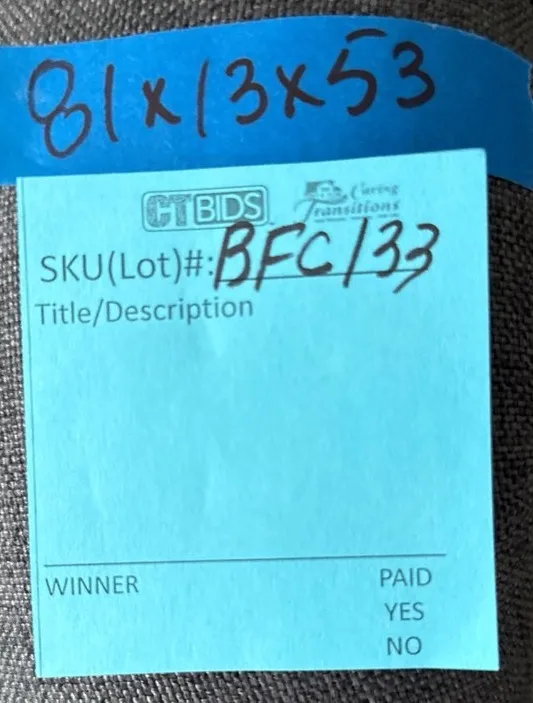 81x13x53
CTBIDS
Caring
Transitions
SKU(Lot)#: BFC133
Title/Description
WINNER
PAID
YES
NO